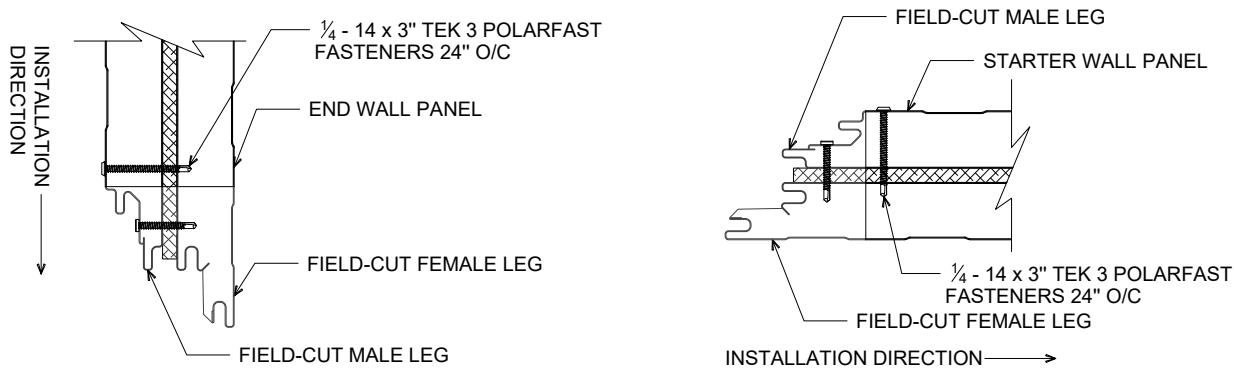 INSTALLATION
DIRECTION
¼ - 14 x 3" TEK 3 POLARFAST
FASTENERS 24" O/C
END WALL PANEL
FIELD-CUT FEMALE LEG
FIELD-CUT MALE LEG
FIELD-CUT MALE LEG
STARTER WALL PANEL
¼ - 14 x 3" TEK 3 POLARFAST
FASTENERS 24" O/C
FIELD-CUT FEMALE LEG
INSTALLATION DIRECTION